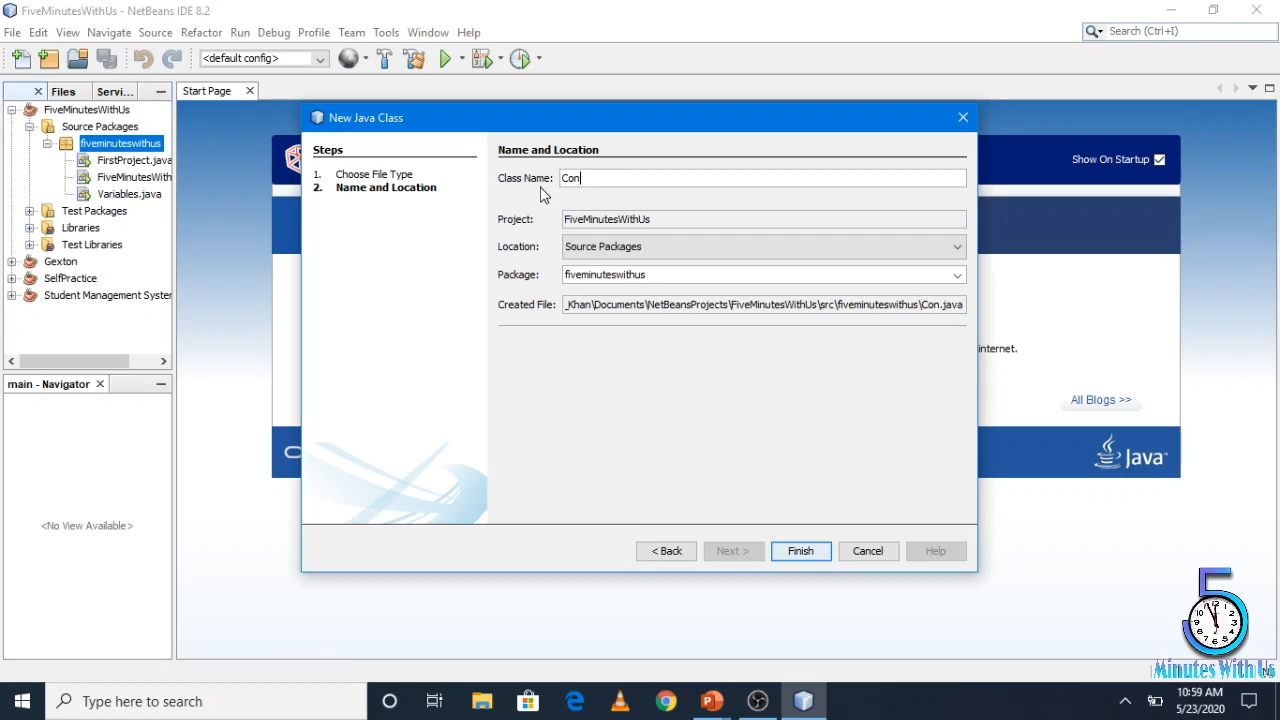 FiveMinutesWithUs - NetBeans IDE 8.2
File Edit View Navigate Source Refactor Run Debug Profile Team Tools Window Help
Search (Ctrl+I)
<default config>
Files Servi...
Start Page
FiveMinutesWithUs
Source Packages
fiveminuteswithus
FirstProject.java
FiveMinutesWith
Variables.java
Test Packages
Libraries
Test Libraries
Gexton
SelfPractice
Student Management System
main - Navigator
<No View Available>
Show On Startup
internet.
All Blogs >>
Java
New Java Class
Steps
1. Choose File Type
2. Name and Location
Name and Location
Class Name: Con
Project: FiveMinutesWithUs
Location: Source Packages
Package: fiveminuteswithus
Created File: _Khan\Documents\NetBeansProjects\FiveMinutesWithUs\src\fiveminuteswithus\Con.java
< Back Next > Finish Cancel Help
5
Minutes With Us
Type here to search
10:59 AM
5/23/2020